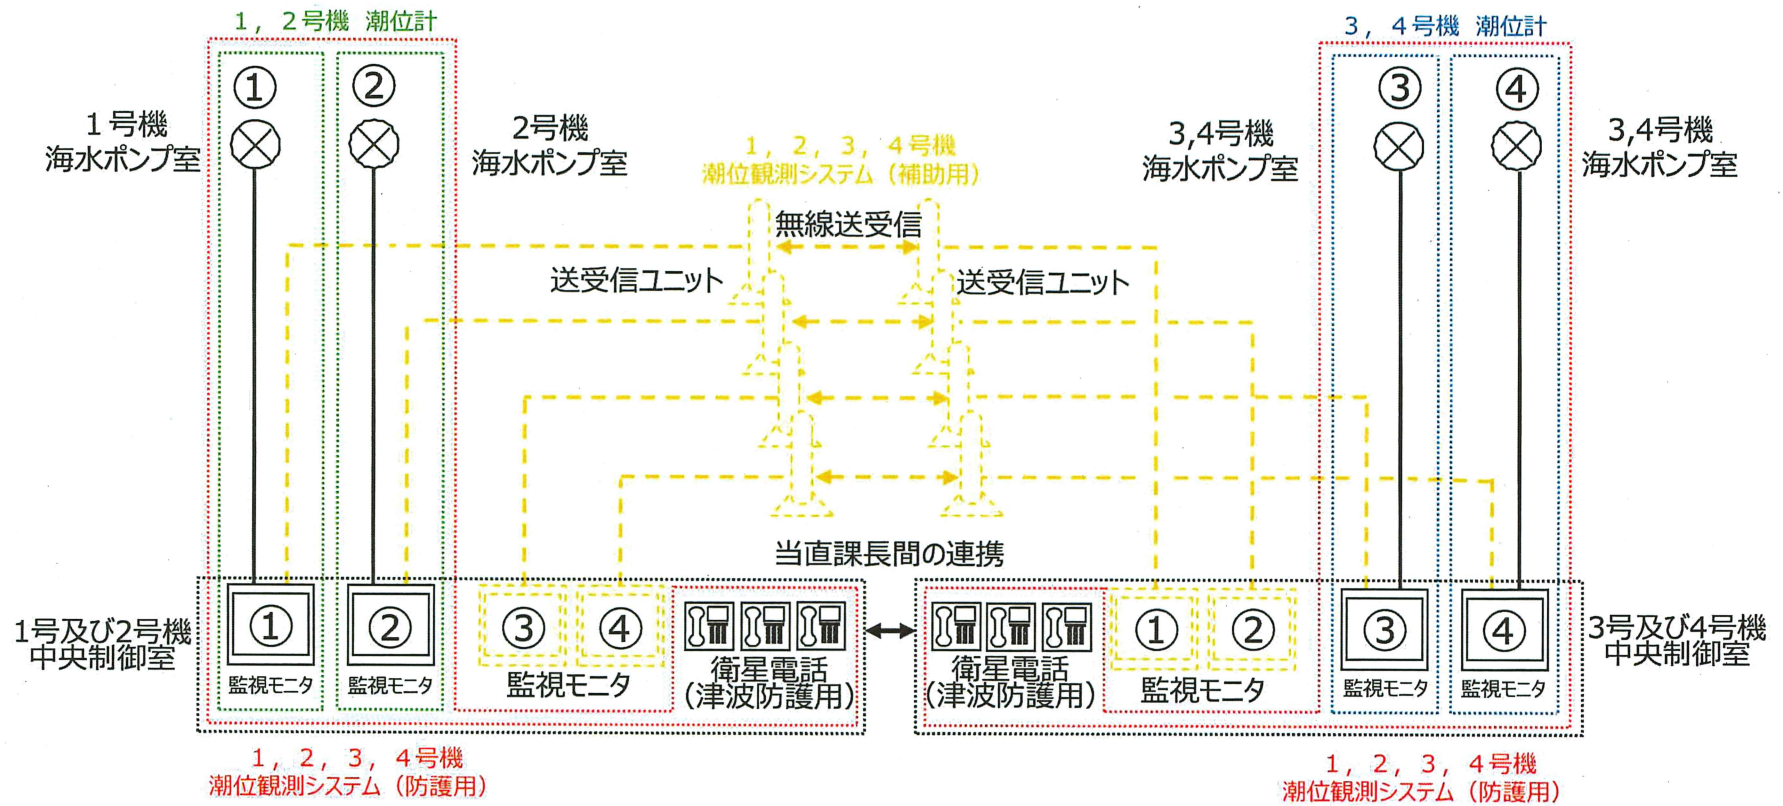 1，2号機 潮位計
3，4号機 潮位計
①
②
③
④
1号機
海水ポンプ室
2号機
海水ポンプ室
1，2，3，4号機
潮位観測システム（補助用）
3,4号機
海水ポンプ室
3,4号機
海水ポンプ室
無線送受信
送受信ユニット
送受信ユニット
当直課長間の連携
1号及び2号機
中央制御室
①
監視モニタ
②
監視モニタ
③
④
監視モニタ
衛星電話
(津波防護用)
衛星電話
(津波防護用)
①
②
監視モニタ
③
監視モニタ
④
監視モニタ
3号及び4号機
中央制御室
1，2，3，4号機
潮位観測システム（防護用）
1，2，3，4号機
潮位観測システム（防護用）